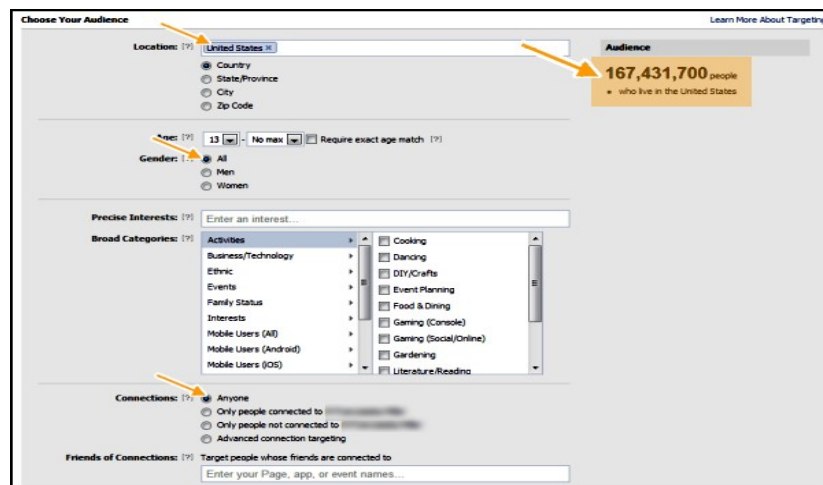 Choose Your Audience
Learn More About Targeting
Location: [?] United States ×
Country
State/Province
City
Zip Code
Age: [?] 13 - No max Require exact age match [?]
Gender: [?] All
Men
Women
Precise Interests: [?] Enter an interest...
Broad Categories: [?] Activities
Business/Technology
Ethnic
Events
Family Status
Interests
Mobile Users (All)
Mobile Users (Android)
Mobile Users (iOS)
Cooking
Dancing
DIY/Crafts
Event Planning
Food & Dining
Gaming (Console)
Gaming (Social/Online)
Gardening
Literature/Reading
Connections: [?] Anyone
Only people connected to
Only people not connected to
Advanced connection targeting
Friends of Connections: [?] Target people whose friends are connected to
Enter your Page, app, or event names...
Audience
167,431,700 people
• who live in the United States